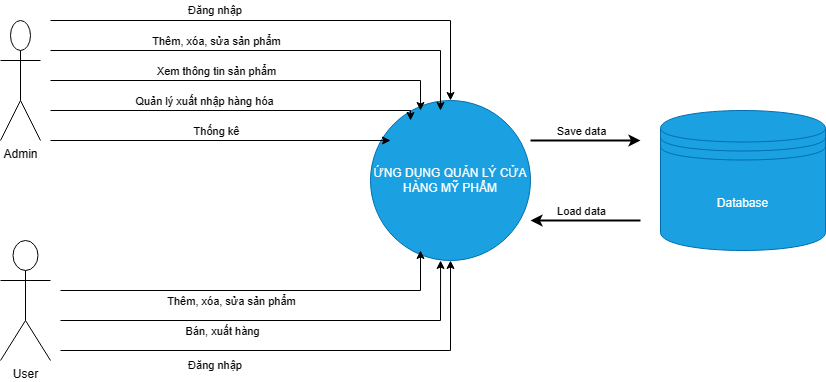 Đăng nhập
Thêm, xóa, sửa sản phẩm
Xem thông tin sản phẩm
Quản lý xuất nhập hàng hóa
Thống kê
Admin
ỨNG DỤNG QUẢN LÝ CỬA
HÀNG MỸ PHẨM
Save data
Load data
Database
Thêm, xóa, sửa sản phẩm
Bán, xuất hàng
Đăng nhập
User